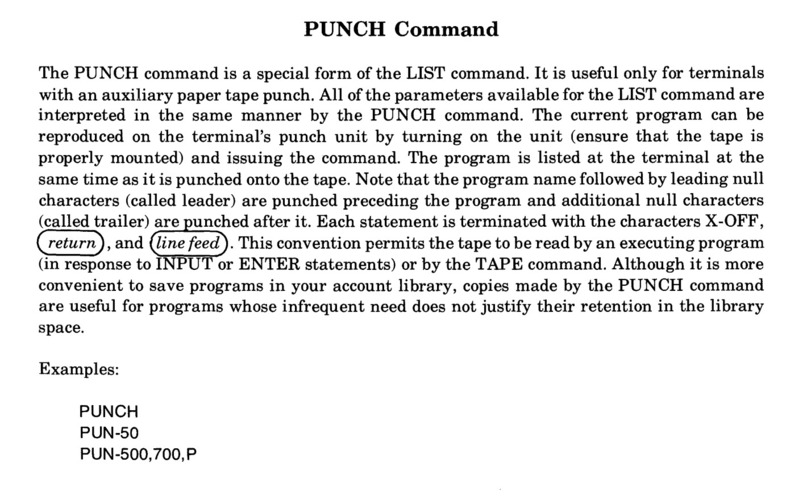 PUNCH Command
The PUNCH command is a special form of the LIST command. It is useful only for terminals
with an auxiliary paper tape punch. All of the parameters available for the LIST command are
interpreted in the same manner by the PUNCH command. The current program can be
reproduced on the terminal's punch unit by turning on the unit (ensure that the tape is
properly mounted) and issuing the command. The program is listed at the terminal at the
same time as it is punched onto the tape. Note that the program name followed by leading null
characters (called leader) are punched preceding the program and additional null characters
(called trailer) are punched after it. Each statement is terminated with the characters X-OFF,
return, and line feed. This convention permits the tape to be read by an executing program
(in response to INPUT or ENTER statements) or by the TAPE command. Although it is more
convenient to save programs in your account library, copies made by the PUNCH command
are useful for programs whose infrequent need does not justify their retention in the library
space.
Examples:
PUNCH
PUN-50
PUN-500,700,P